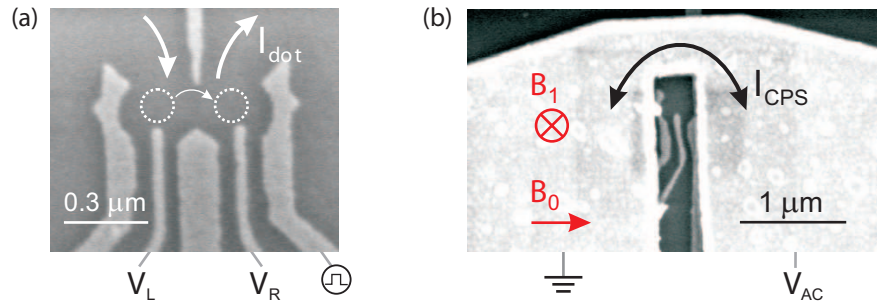 (a)
I_dot
0.3 μm
V_L
V_R
(b)
B_1
I_CPS
B_0
1 μm
V_AC